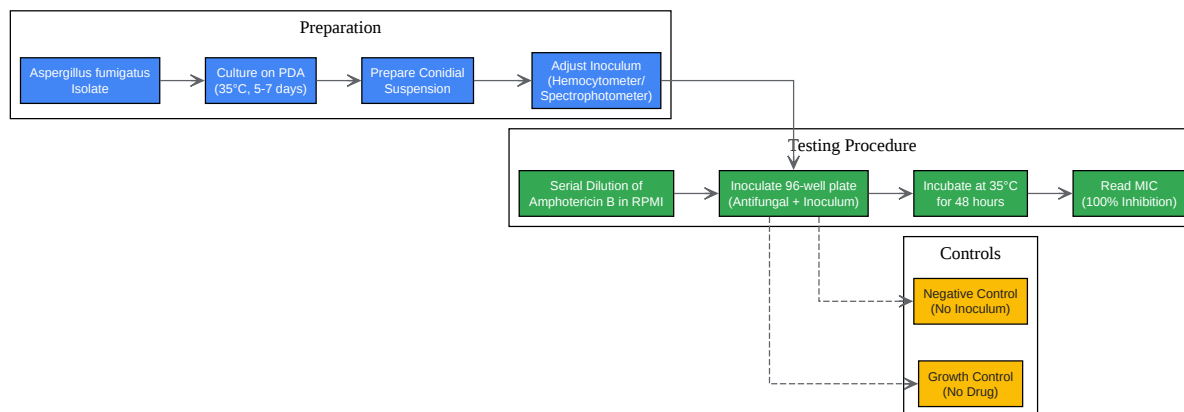 Preparation
Aspergillus fumigatus
Isolate
Culture on PDA
(35°C, 5-7 days)
Prepare Conidial
Suspension
Adjust Inoculum
(Hemocytometer/
Spectrophotometer)
Testing Procedure
Serial Dilution of
Amphotericin B in RPMI
Inoculate 96-well plate
(Antifungal + Inoculum)
Incubate at 35°C
for 48 hours
Read MIC
(100% Inhibition)
Controls
Negative Control
(No Inoculum)
Growth Control
(No Drug)